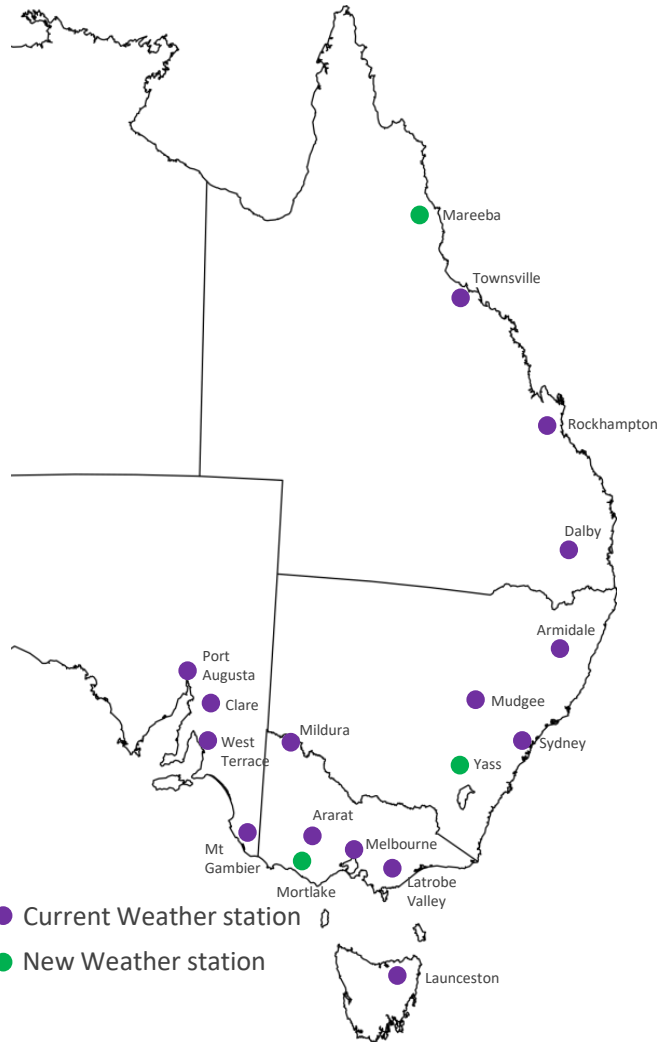 Mareeba
Townsville
Rockhampton
Dalby
Armidale
Port
Augusta
Clare
Mudgee
Mildura
West
Terrace
Sydney
Yass
Ararat
Melbourne
Mt
Gambier
Latrobe
Valley
Mortlake
Current Weather station
New Weather station
Launceston